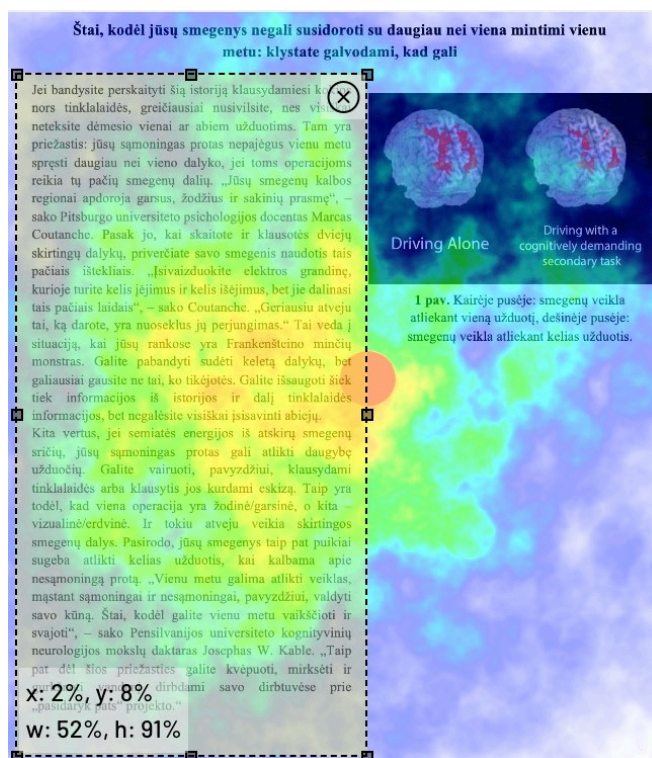 Štai, kodėl jūsų smegenys negali susidoroti su daugiau nei viena mintimi vienu
metu: klystate galvodami, kad gali
Jei bandysite perskaityti šią istoriją klausydamiesi
nors tinklalaidės, greičiausiai nusivilsite, nes
neteksite dėmesio vienai ar abiem užduotims. Tam yra
priežastis: jūsų sąmoningas protas nepajėgus vienu metu
spręsti daugiau nei vieno dalyko, jei toms operacijoms
reikia tų pačių smegenų dalių. „Jūsų smegenų kalbos
regionai apdoroja garsus, žodžius ir sakinių prasmę“, –
sako Pitsburgo universiteto psichologijos docentas Marcas
Coutanche. Pasak jo, kai skaitote ir klausotės dviejų
skirtingų dalykų, priverčiate savo smegenis naudotis tais
pačiais ištekliais. „Įsivaizduokite elektros grandinę,
kurioje turite kelis įėjimus ir kelis išėjimus, bet jie dalinasi
tais pačiais laidais“, – sako Coutanche. „Geriausiu atveju
tai, ką darote, yra nuoseklus jų perjungimas.“ Tai veda į
situaciją, kai jūsų rankose yra Frankenšteino minčių
monstras. Galite pabandyti sudėti keletą dalykų, bet
galiausiai gausite ne tai, ko tikėjotės. Galite išsaugoti šiek
tiek informacijos iš istorijos ir dalį tinklalaidės
informacijos, bet negalėsite visiškai įsisavinti abiejų.
Kita vertus, jei semiatės energijos iš atskirų smegenų
sričių, jūsų sąmoningas protas gali atlikti daugybę
užduočių. Galite vairuoti, pavyzdžiui, klausydami
tinklalaidės arba klausytis jos kurdami eskizą. Taip yra
todėl, kad viena operacija yra žodinė/garsinė, o kita –
vizualinė/erdvinė. Ir tokiu atveju veikia skirtingos
smegenų dalys. Pasirodo, jūsų smegenys taip pat puikiai
sugeba atlikti kelias užduotis, kai kalbama apie
nesąmoningą protą. „Vienu metu galima atlikti veiklas,
mąstant sąmoningai ir nesąmoningai, pavyzdžiui, valdyti
savo kūną. Štai, kodėl galite vienu metu vaikščioti ir
svajoti“, – sako Pensilvanijos universiteto kognityvinių
neurologijos mokslų daktaras Josephas W. Kable. „Taip
pat dėl šios priežasties galite kvėpuoti, mirksėti ir
dirbdami savo dirbtuvėse prie
„pasidaryk pats“ projekto.“
x: 2%, y: 8%
w: 52%, h: 91%
Driving Alone
Driving with a
cognitively demanding
secondary task
1 pav. Kairėje pusėje: smegenų veikla
atliekant vieną užduotį, dešinėje pusėje:
smegenų veikla atliekant kelias užduotis.